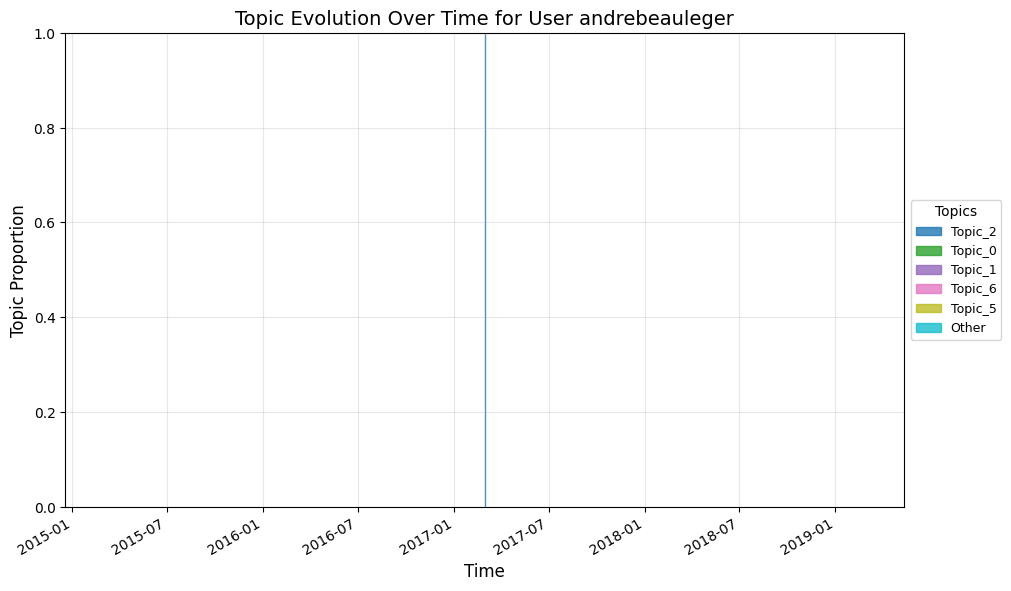 Topic Evolution Over Time for User andrebeauleger
1.0
0.8
0.6
0.4
0.2
0.0
Topic Proportion
2015-01
2015-07
2016-01
2016-07
2017-01
2017-07
2018-01
2018-07
2019-01
Time
Topics
Topic_2
Topic_0
Topic_1
Topic_6
Topic_5
Other